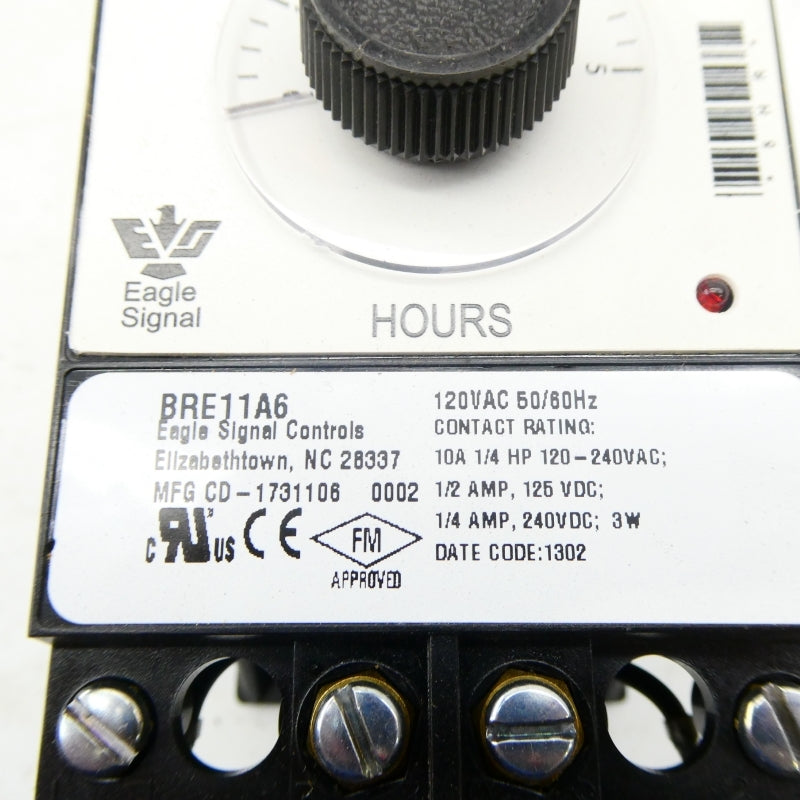 5
Eagle
Signal
HOURS
BRE11A6
Eagle Signal Controls
Elizabethtown, NC 28337
MFG CD-1731106 0002
c RU US CE FM
APPROVED
120VAC 50/60Hz
CONTACT RATING:
10A 1/4 HP 120-240VAC;
1/2 AMP, 125 VDC;
1/4 AMP, 240VDC; 3W
DATE CODE:1302